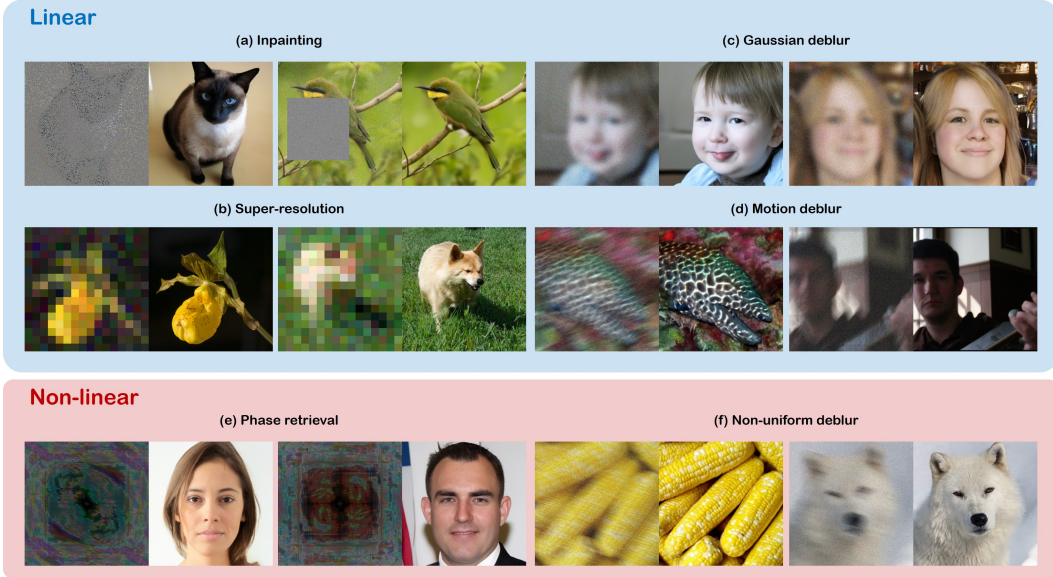 Linear
(a) Inpainting
(c) Gaussian deblur
(b) Super-resolution
(d) Motion deblur
Non-linear
(e) Phase retrieval
(f) Non-uniform deblur